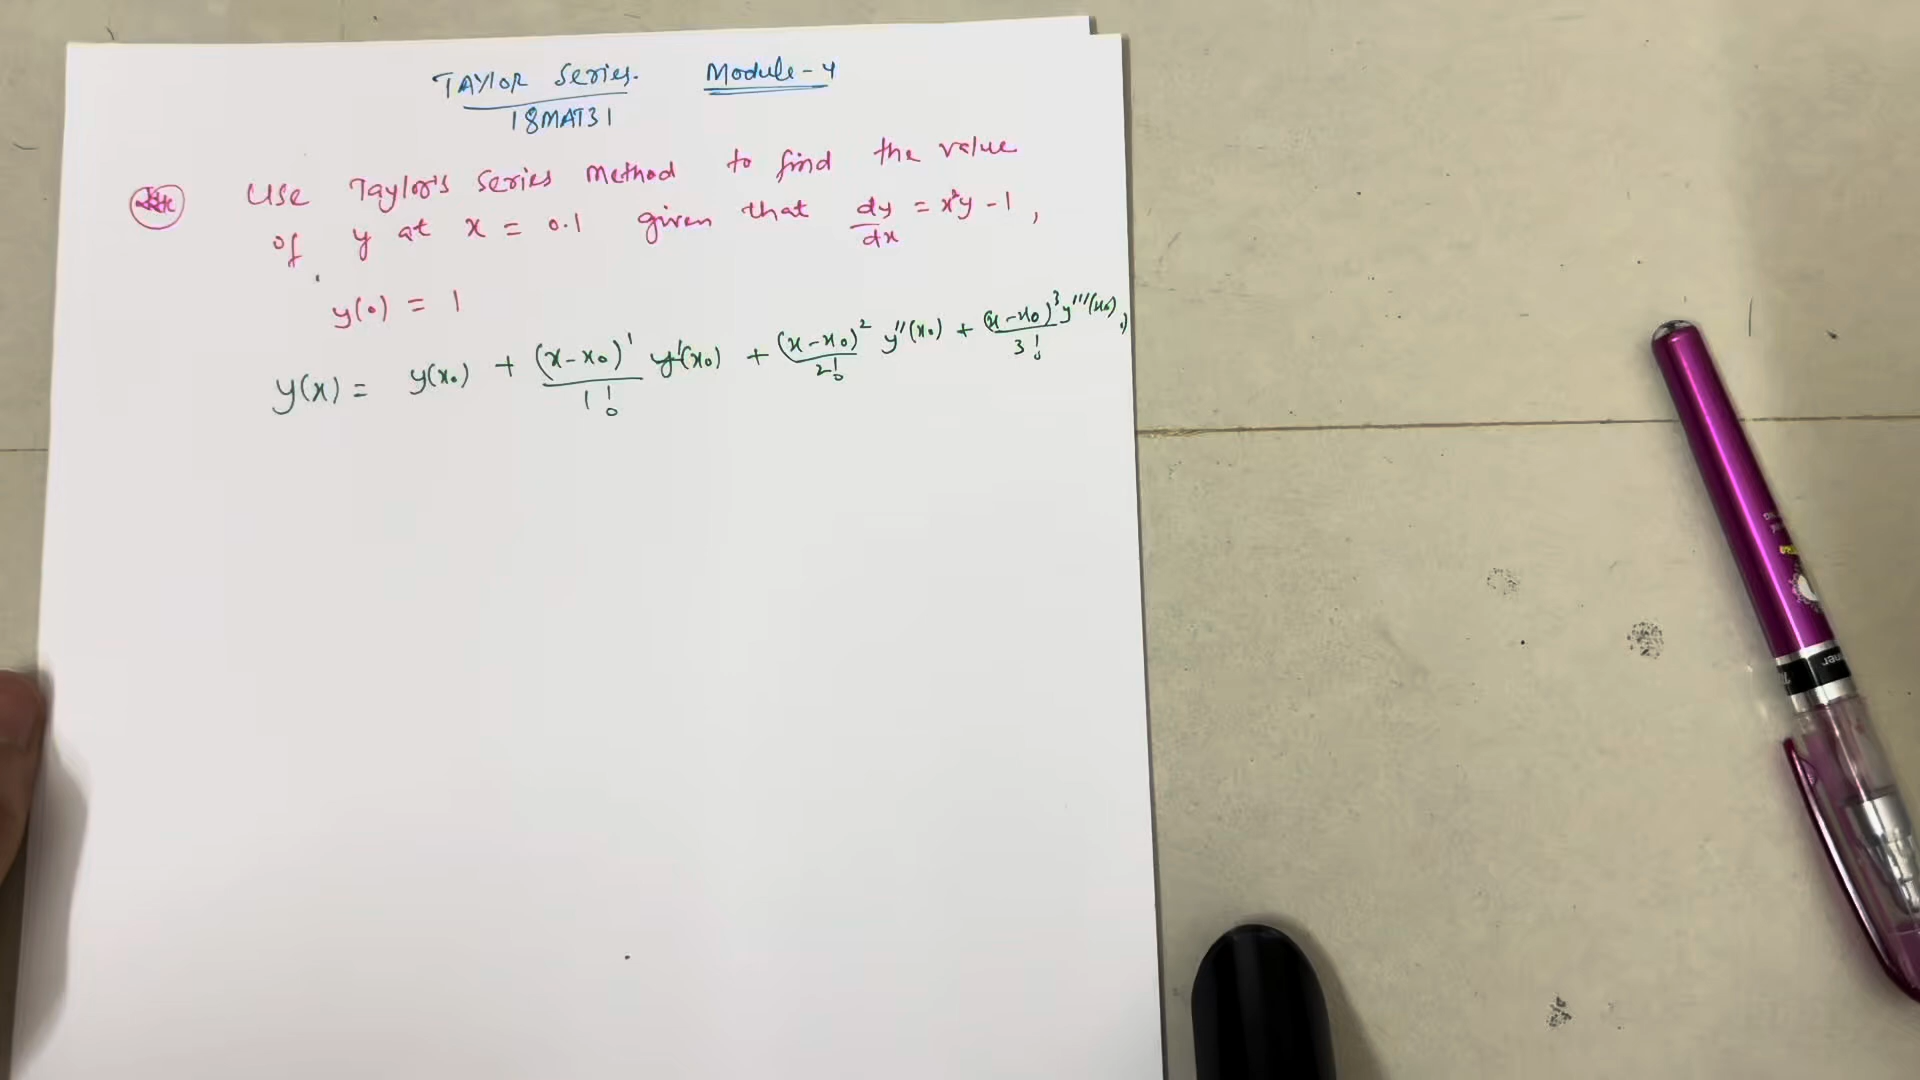 TAYLOR Series. Module-4
18MAT31
Use Taylor's series Method to find the value
of y at x = 0.1 given that dy/dx = x²y - 1,
y(0) = 1
y(x) = y(x₀) + (x-x₀)¹/1! y'(x₀) + (x-x₀)²/2! y''(x₀) + (x-x₀)³/3! y'''(x₀)